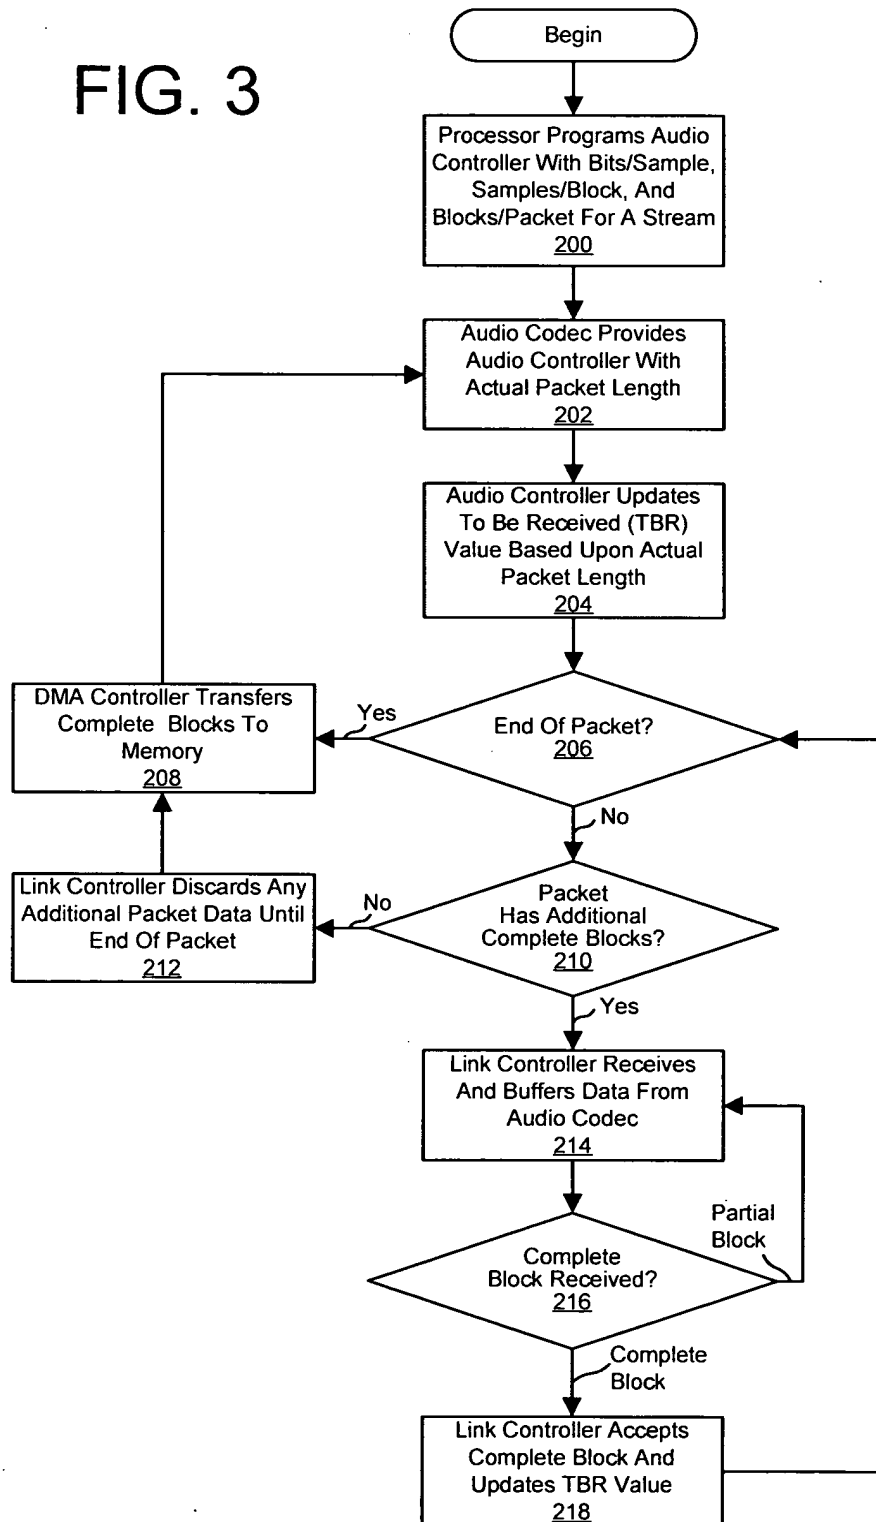 Begin
FIG. 3
Processor Programs Audio
Controller With Bits/Sample,
Samples/Block, And
Blocks/Packet For A Stream
200
Audio Codec Provides
Audio Controller With
Actual Packet Length
202
Audio Controller Updates
To Be Received (TBR)
Value Based Upon Actual
Packet Length
204
DMA Controller Transfers
Complete Blocks To
Memory
208
Yes
End Of Packet?
206
No
Link Controller Discards Any
Additional Packet Data Until
End Of Packet
212
No
Packet
Has Additional
Complete Blocks?
210
Yes
Link Controller Receives
And Buffers Data From
Audio Codec
214
Partial
Block
Complete
Block Received?
216
Complete
Block
Link Controller Accepts
Complete Block And
Updates TBR Value
218